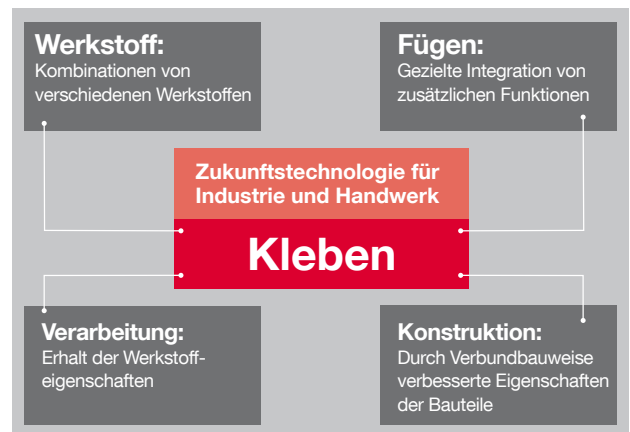 Werkstoff:
Kombinationen von
verschiedenen Werkstoffen
Fügen:
Gezielte Integration von
zusätzlichen Funktionen
Zukunftstechnologie für
Industrie und Handwerk
Kleben
Verarbeitung:
Erhalt der Werkstoff-
eigenschaften
Konstruktion:
Durch Verbundbauweise
verbesserte Eigenschaften
der Bauteile